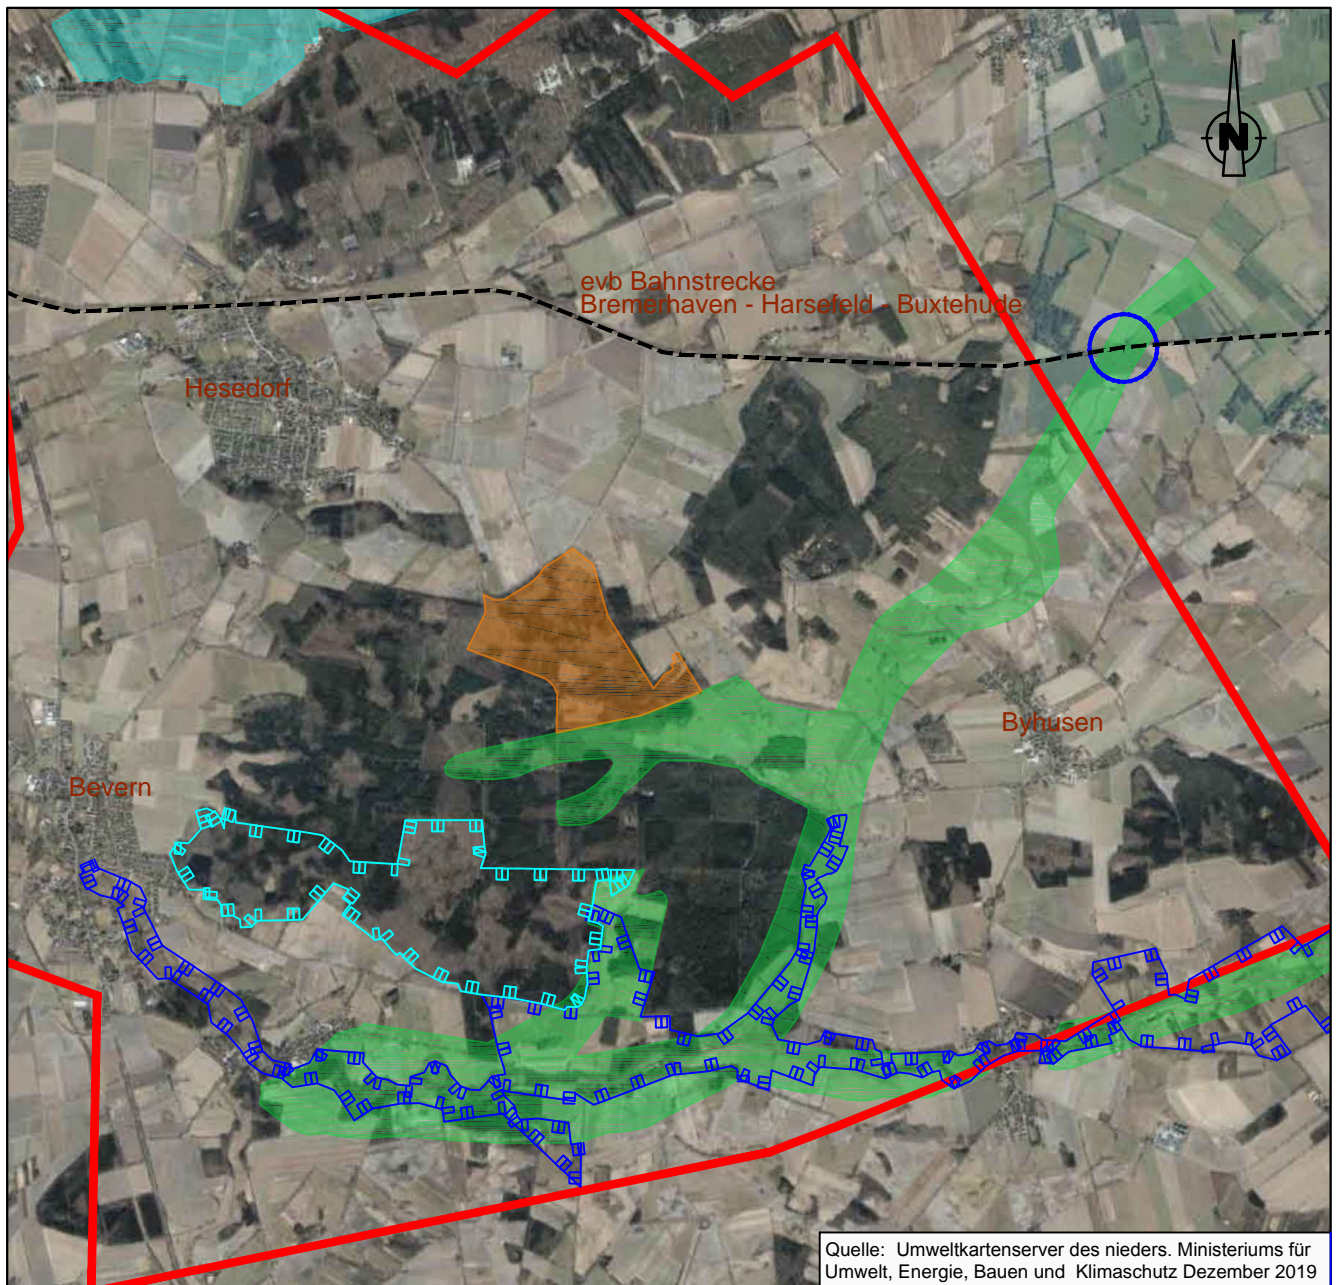 N
evb Bahnstrecke
Bremerhaven - Harsefeld - Buxtehude
Hesedorf
Byhusen
Bevern
Quelle: Umweltkartenserver des nieders. Ministeriums für
Umwelt, Energie, Bauen und Klimaschutz Dezember 2019